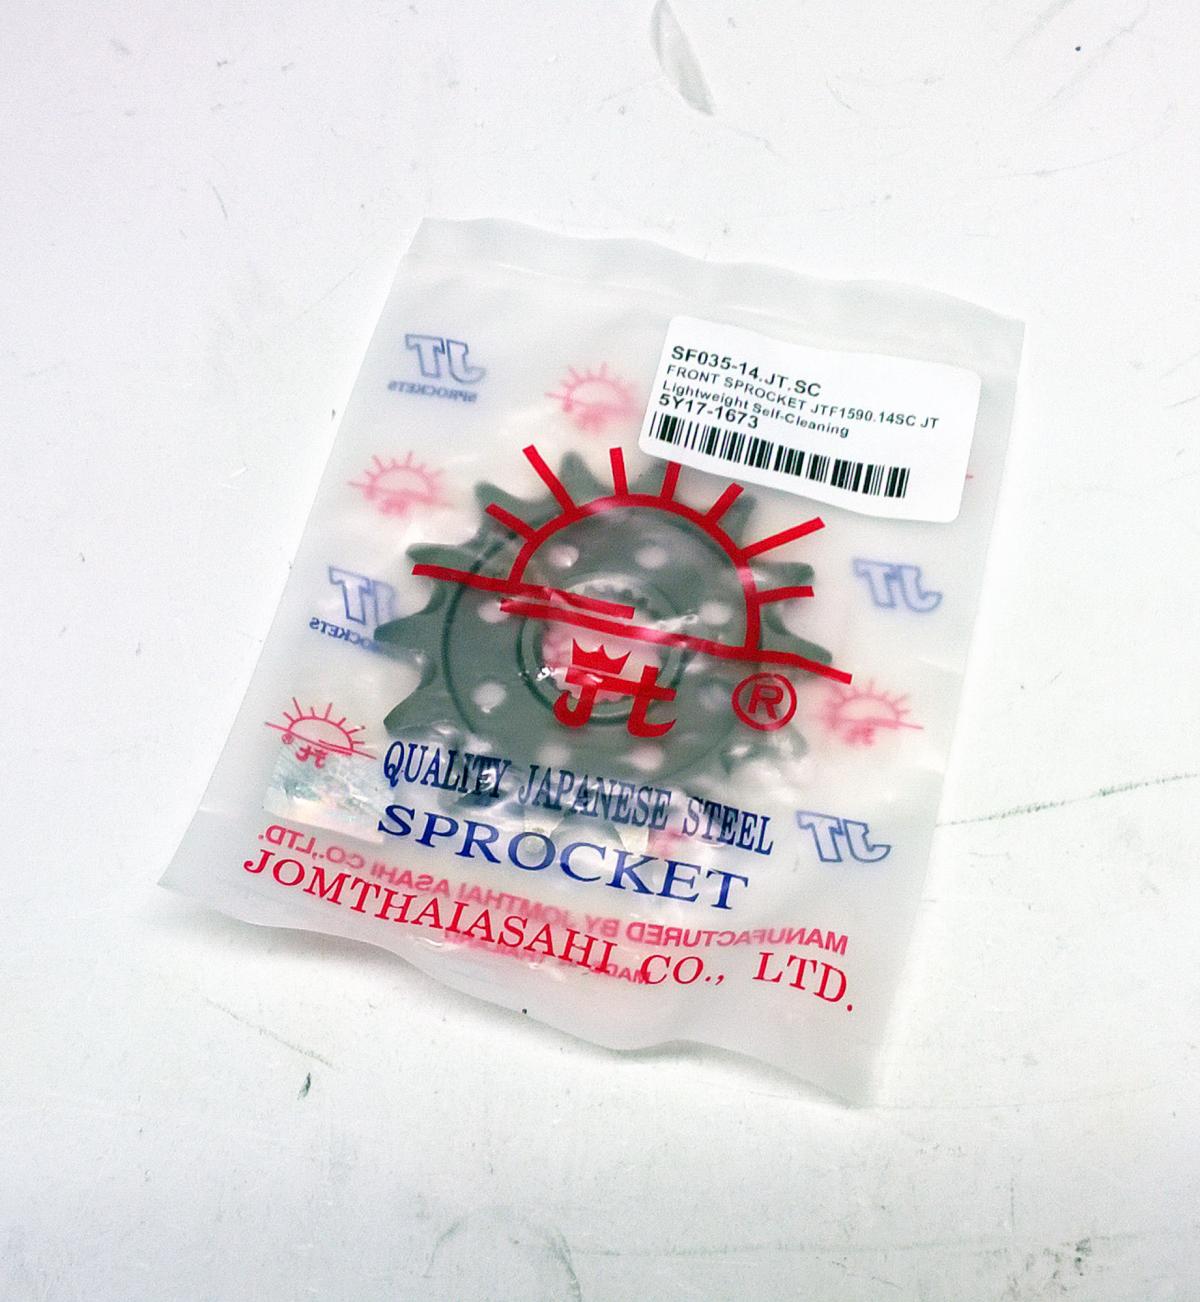 SF035-14.JT.SC
FRONT SPROCKET JTF1590.14SC JT
Lightweight Self-Cleaning
5Y17-1673
JT
SPROCKETS
JT
SPROCKETS
JT
Jt
®
Jt
®
QUALITY JAPANESE STEEL
JT
SPROCKET
MANUFACTURED BY JOMTHAI ASAHI CO.,LTD.
JOMTHAIASAHI CO., LTD.